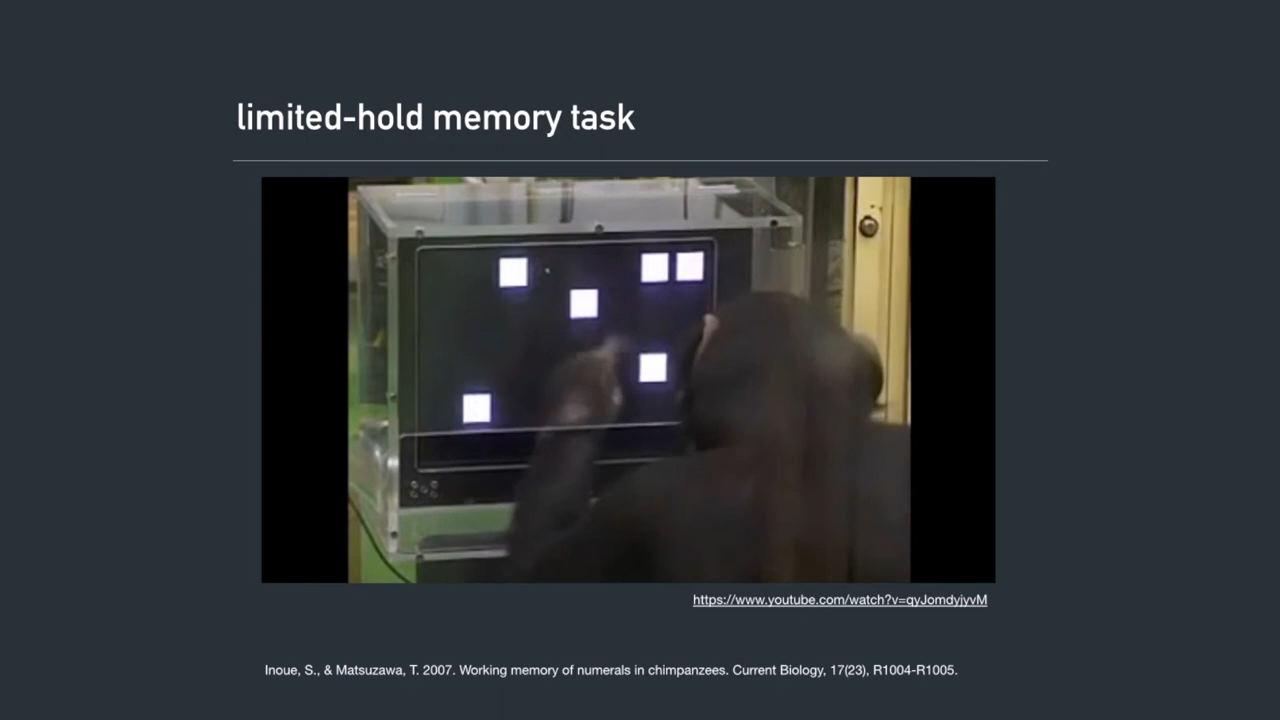 limited-hold memory task
https://www.youtube.com/watch?v=qyJomdyjyvM
Inoue, S., & Matsuzawa, T. 2007. Working memory of numerals in chimpanzees. Current Biology, 17(23), R1004-R1005.